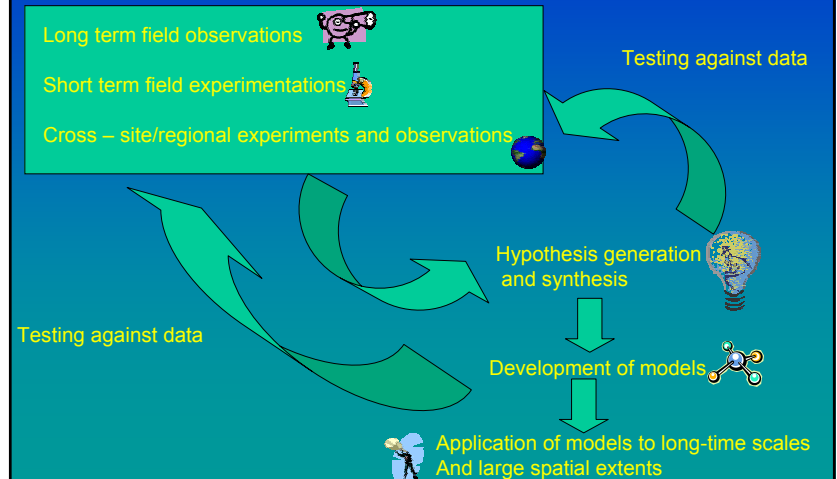 Long term field observations
Short term field experimentations
Cross – site/regional experiments and observations
Testing against data
Hypothesis generation
and synthesis
Testing against data
Development of models
Application of models to long-time scales
And large spatial extents